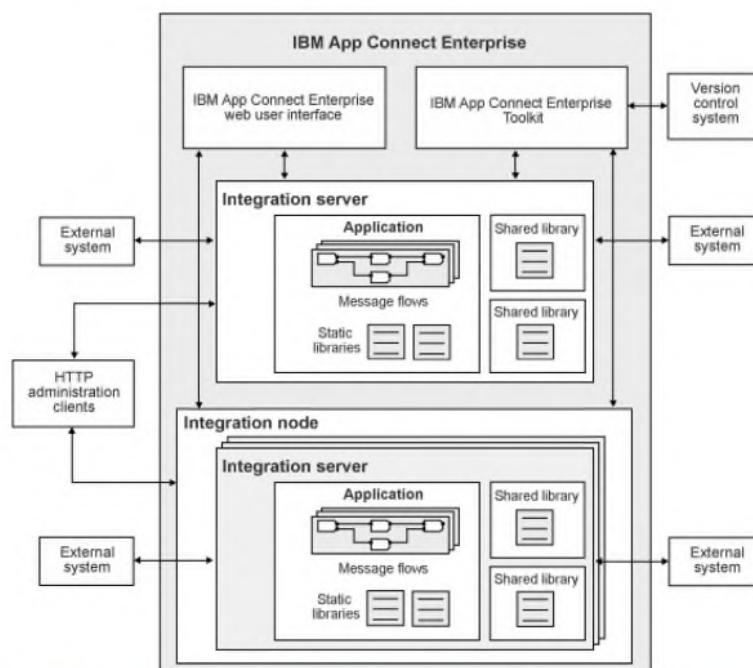 IBM App Connect Enterprise
IBM App Connect Enterprise
web user interface
IBM App Connect Enterprise
Toolkit
Version
control
system
Integration server
External
system
Application
Message flows
Static
libraries
Shared library
Shared library
External
system
HTTP
administration
clients
Integration node
Integration server
External
system
Application
Message flows
Static
libraries
Shared library
Shared library
External
system